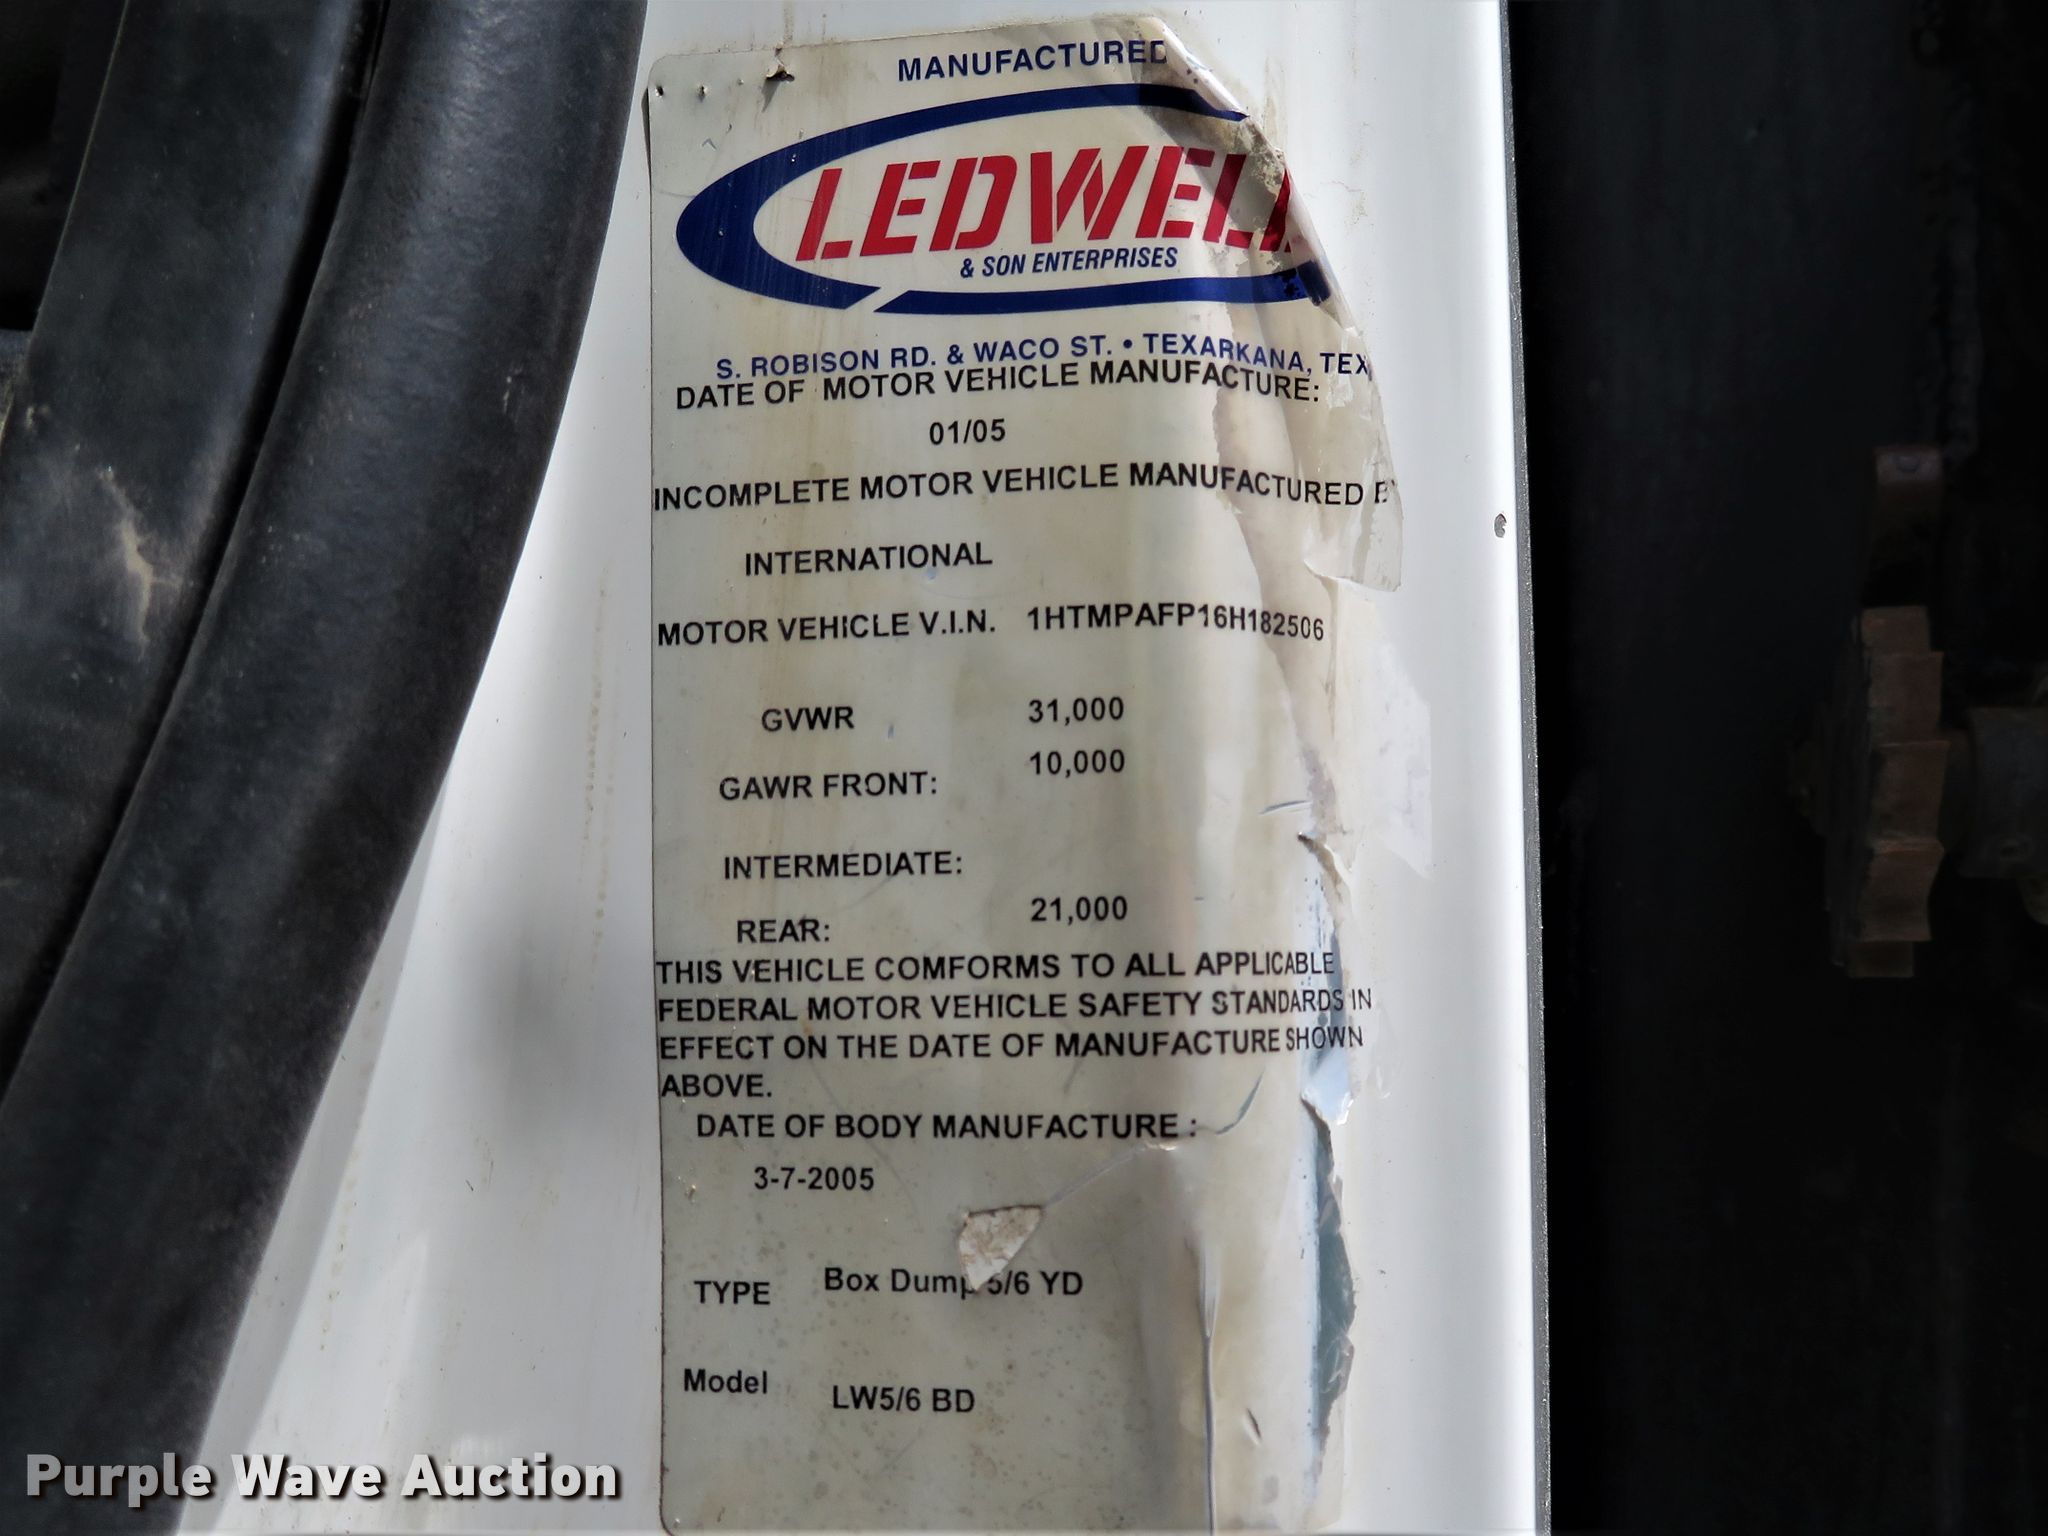 MANUFACTURED
LEDWELL
& SON ENTERPRISES
S. ROBISON RD. & WACO ST. • TEXARKANA, TEX
DATE OF MOTOR VEHICLE MANUFACTURE:
01/05
INCOMPLETE MOTOR VEHICLE MANUFACTURED B
INTERNATIONAL
MOTOR VEHICLE V.I.N. 1HTMPAFP16H182506
GVWR 31,000
GAWR FRONT: 10,000
INTERMEDIATE:
REAR: 21,000
THIS VEHICLE COMFORMS TO ALL APPLICABLE
FEDERAL MOTOR VEHICLE SAFETY STANDARDS IN
EFFECT ON THE DATE OF MANUFACTURE SHOWN
ABOVE.
DATE OF BODY MANUFACTURE :
3-7-2005
TYPE Box Dump 5/6 YD
Model LW5/6 BD
Purple Wave Auction